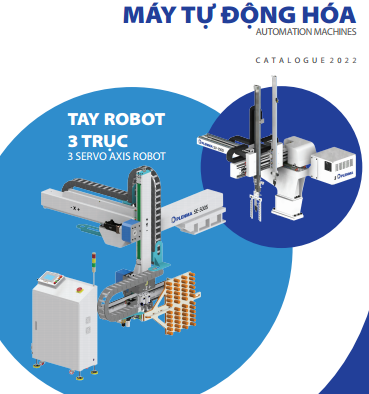 MÁY TỰ ĐỘNG HÓA
AUTOMATION MACHINES
CATALOGUE 2022
TAY ROBOT
3 TRỤC
3 SERVO AXIS ROBOT